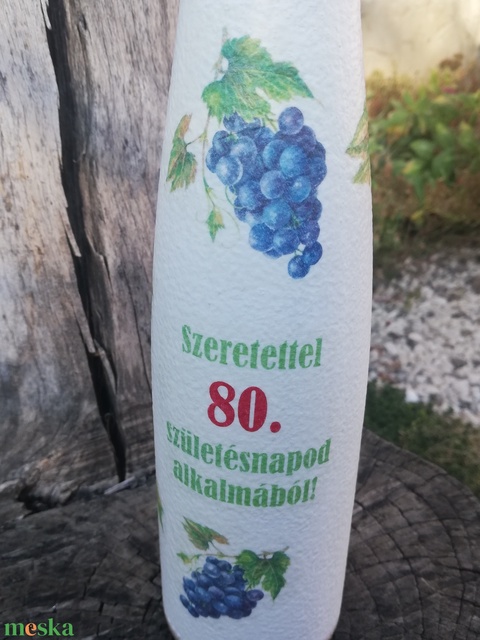 Szeretettel
80.
születésnapod
alkalmából!
meska